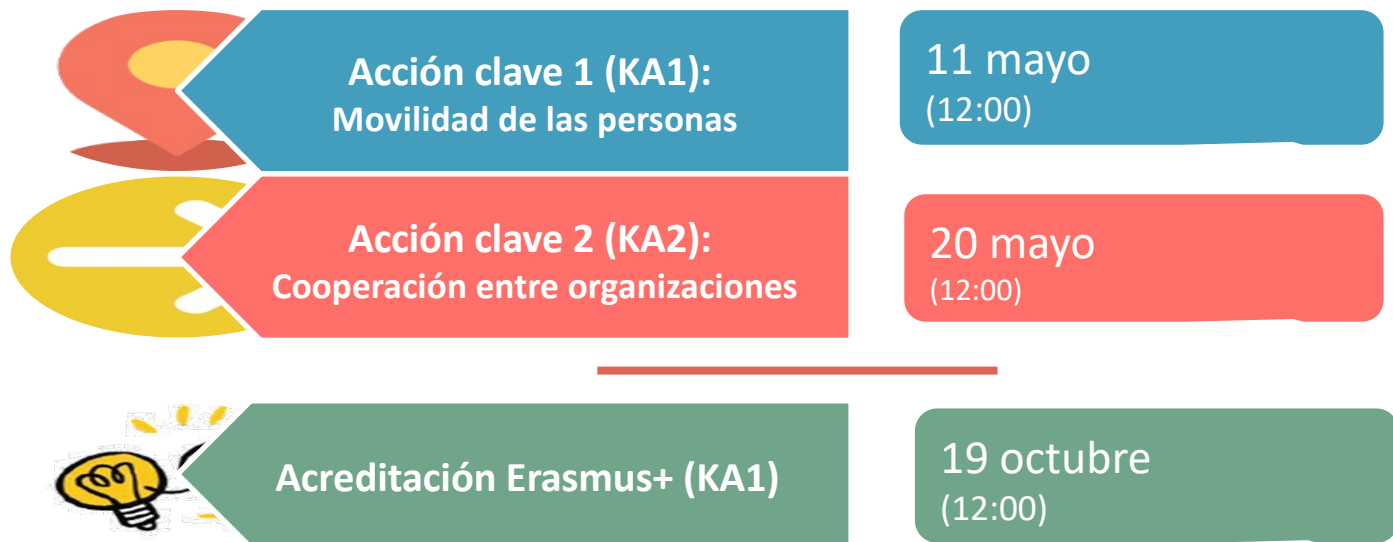 Acción clave 1 (KA1):
Movilidad de las personas
11 mayo
(12:00)
Acción clave 2 (KA2):
Cooperación entre organizaciones
20 mayo
(12:00)
Acreditación Erasmus+ (KA1)
19 octubre
(12:00)